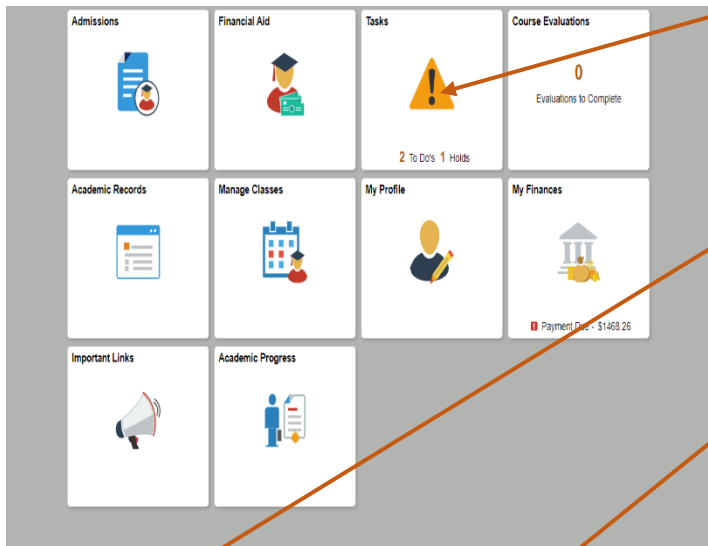 Admissions
Financial Aid
Tasks
Course Evaluations
0
Evaluations to Complete
2 To Do's 1 Holds
Academic Records
Manage Classes
My Profile
My Finances
Payment Due - $1468.26
Important Links
Academic Progress